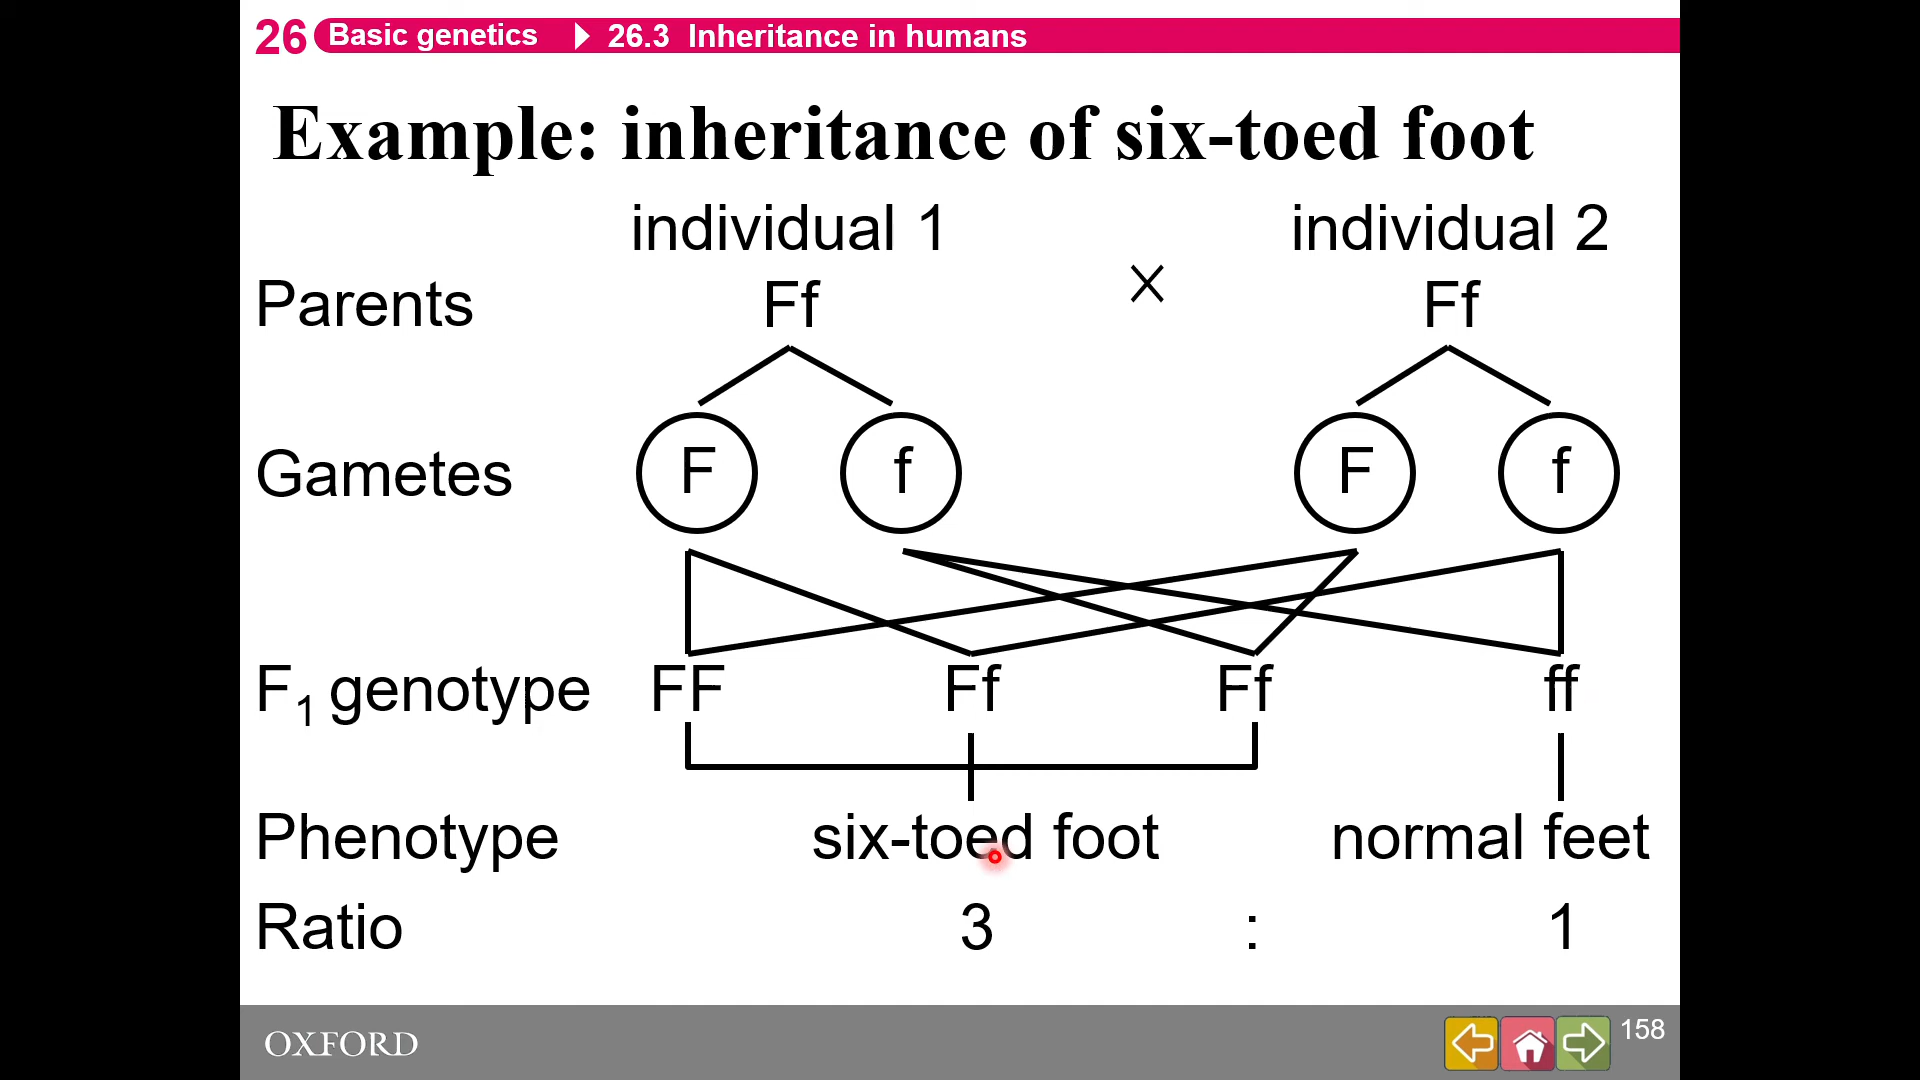 26 Basic genetics 26.3 Inheritance in humans
Example: inheritance of six-toed foot
individual 1 individual 2
Parents Ff × Ff
Gametes F f F f
F1 genotype FF Ff Ff ff
Phenotype six-toed foot normal feet
Ratio 3 : 1
OXFORD 158